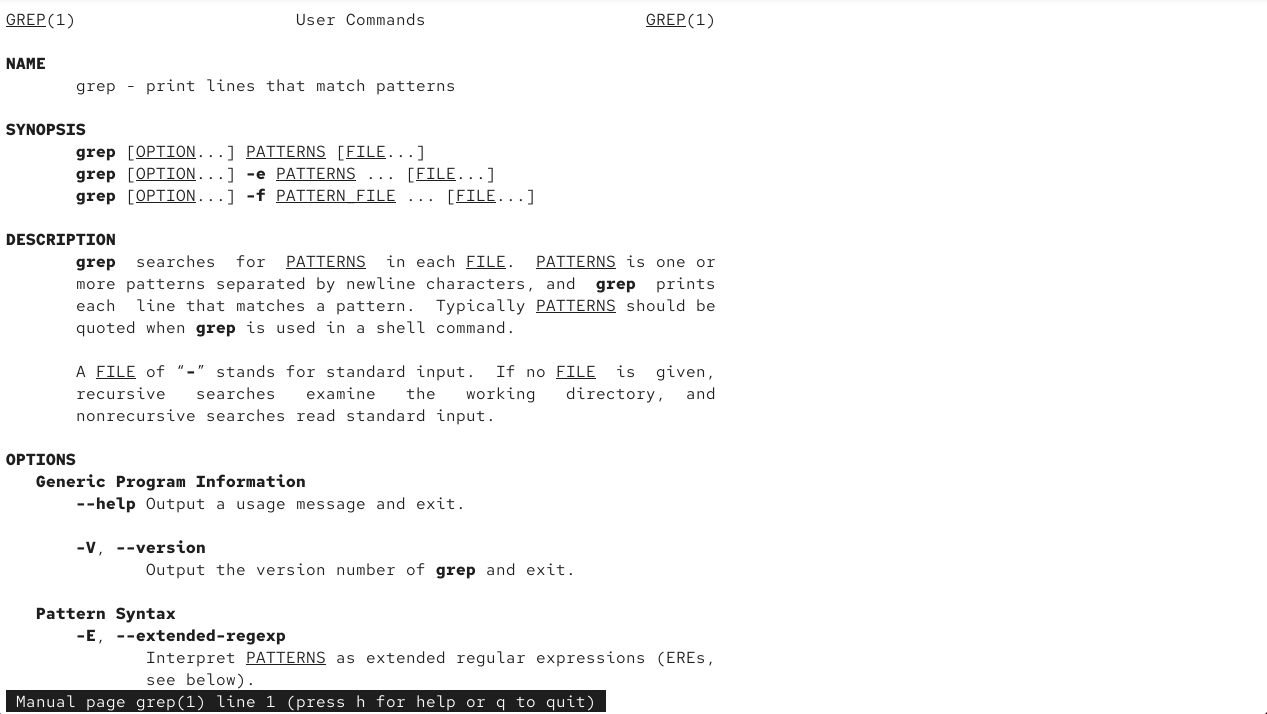 GREP(1)                      User Commands                      GREP(1)
NAME
       grep - print lines that match patterns
SYNOPSIS
       grep [OPTION...] PATTERNS [FILE...]
       grep [OPTION...] -e PATTERNS ... [FILE...]
       grep [OPTION...] -f PATTERN_FILE ... [FILE...]
DESCRIPTION
       grep  searches  for  PATTERNS  in each FILE.  PATTERNS is one or
       more patterns separated by newline characters, and  grep  prints
       each  line that matches a pattern.  Typically PATTERNS should be
       quoted when grep is used in a shell command.
       A FILE of “-” stands for standard input.  If no FILE  is  given,
       recursive   searches   examine   the   working   directory,  and
       nonrecursive searches read standard input.
OPTIONS
   Generic Program Information
       --help Output a usage message and exit.
       -V, --version
              Output the version number of grep and exit.
   Pattern Syntax
       -E, --extended-regexp
              Interpret PATTERNS as extended regular expressions (EREs,
              see below).
 Manual page grep(1) line 1 (press h for help or q to quit)